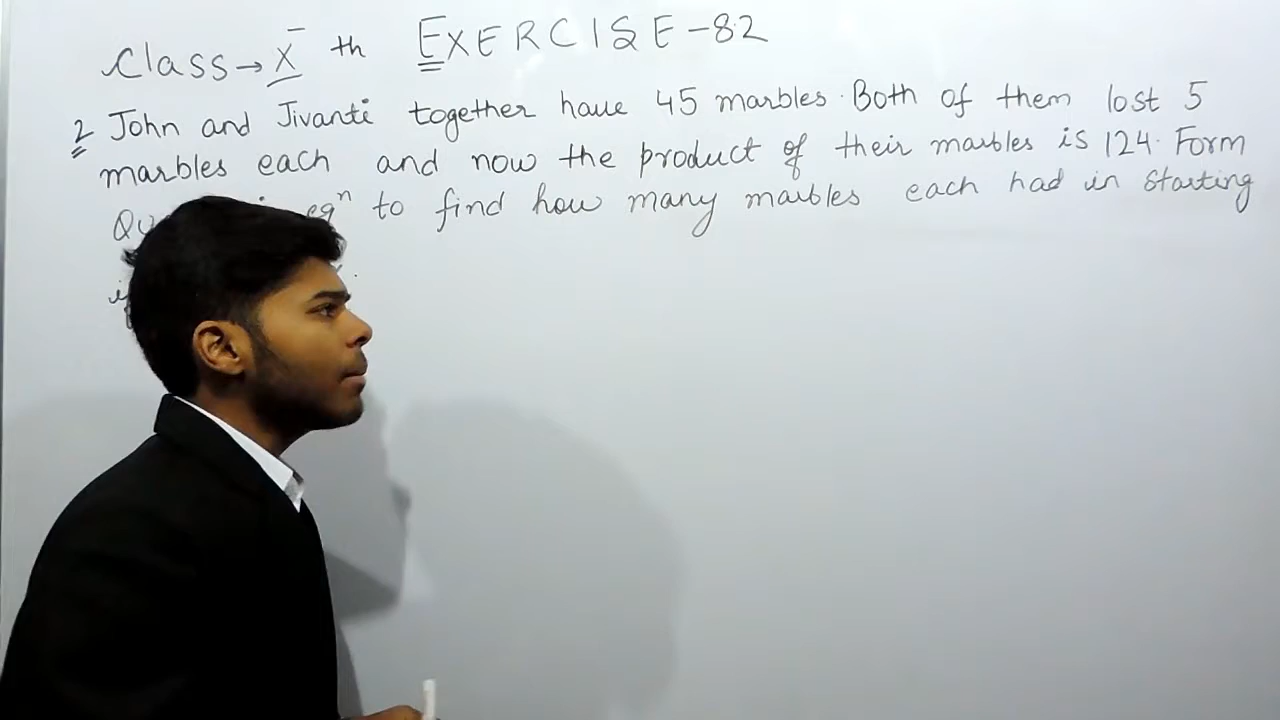 Class → X th EXERCISE - 8.2
2 John and Jivanti together have 45 marbles. Both of them lost 5
marbles each and now the product of their marbles is 124. Form
eqn to find how many marbles each had in starting